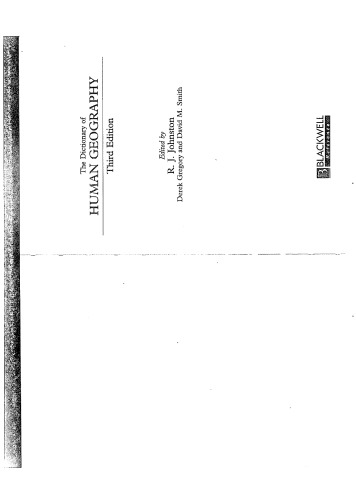 The Dictionary of
HUMAN GEOGRAPHY
Third Edition
Edited by
R. J. Johnston
Derek Gregory and David M. Smith
BLACKWELL
Reference